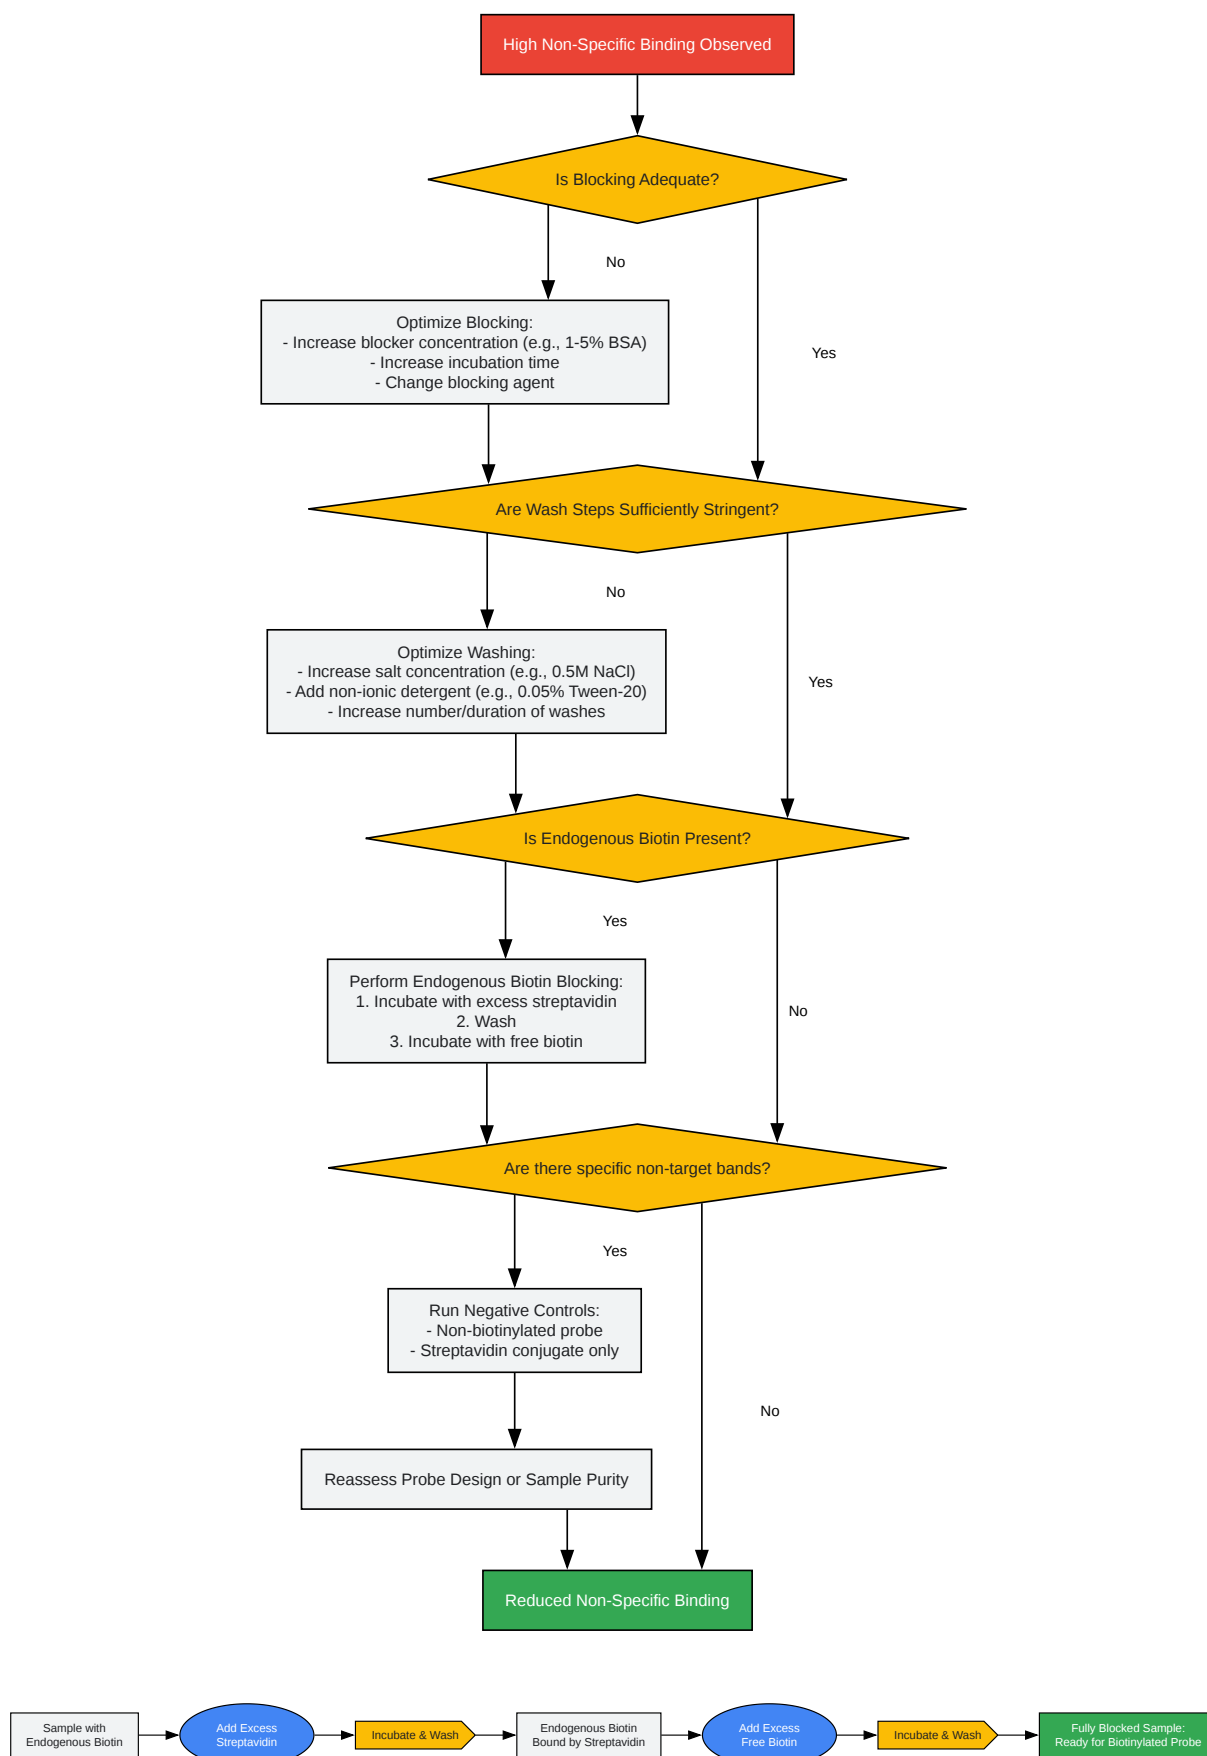 High Non-Specific Binding Observed
Is Blocking Adequate?
No
Optimize Blocking:
- Increase blocker concentration (e.g., 1-5% BSA)
- Increase incubation time
- Change blocking agent
Yes
Are Wash Steps Sufficiently Stringent?
No
Optimize Washing:
- Increase salt concentration (e.g., 0.5M NaCl)
- Add non-ionic detergent (e.g., 0.05% Tween-20)
- Increase number/duration of washes
Yes
Is Endogenous Biotin Present?
Yes
Perform Endogenous Biotin Blocking:
1. Incubate with excess streptavidin
2. Wash
3. Incubate with free biotin
No
Are there specific non-target bands?
Yes
Run Negative Controls:
- Non-biotinylated probe
- Streptavidin conjugate only
No
Reassess Probe Design or Sample Purity
Reduced Non-Specific Binding
Sample with
Endogenous Biotin
Add Excess
Streptavidin
Incubate & Wash
Endogenous Biotin
Bound by Streptavidin
Add Excess
Free Biotin
Incubate & Wash
Fully Blocked Sample:
Ready for Biotinylated Probe